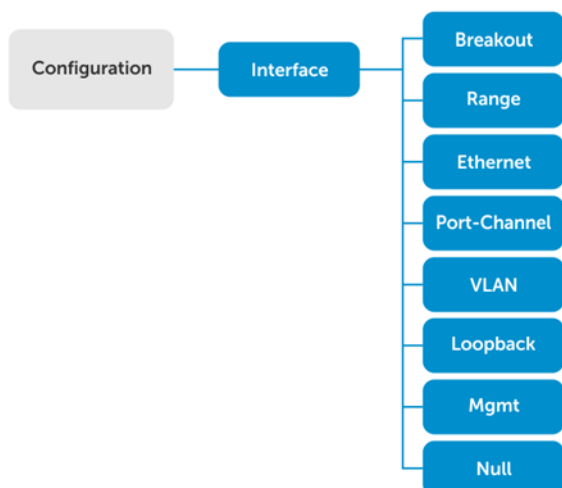 Configuration
Interface
Breakout
Range
Ethernet
Port-Channel
VLAN
Loopback
Mgmt
Null